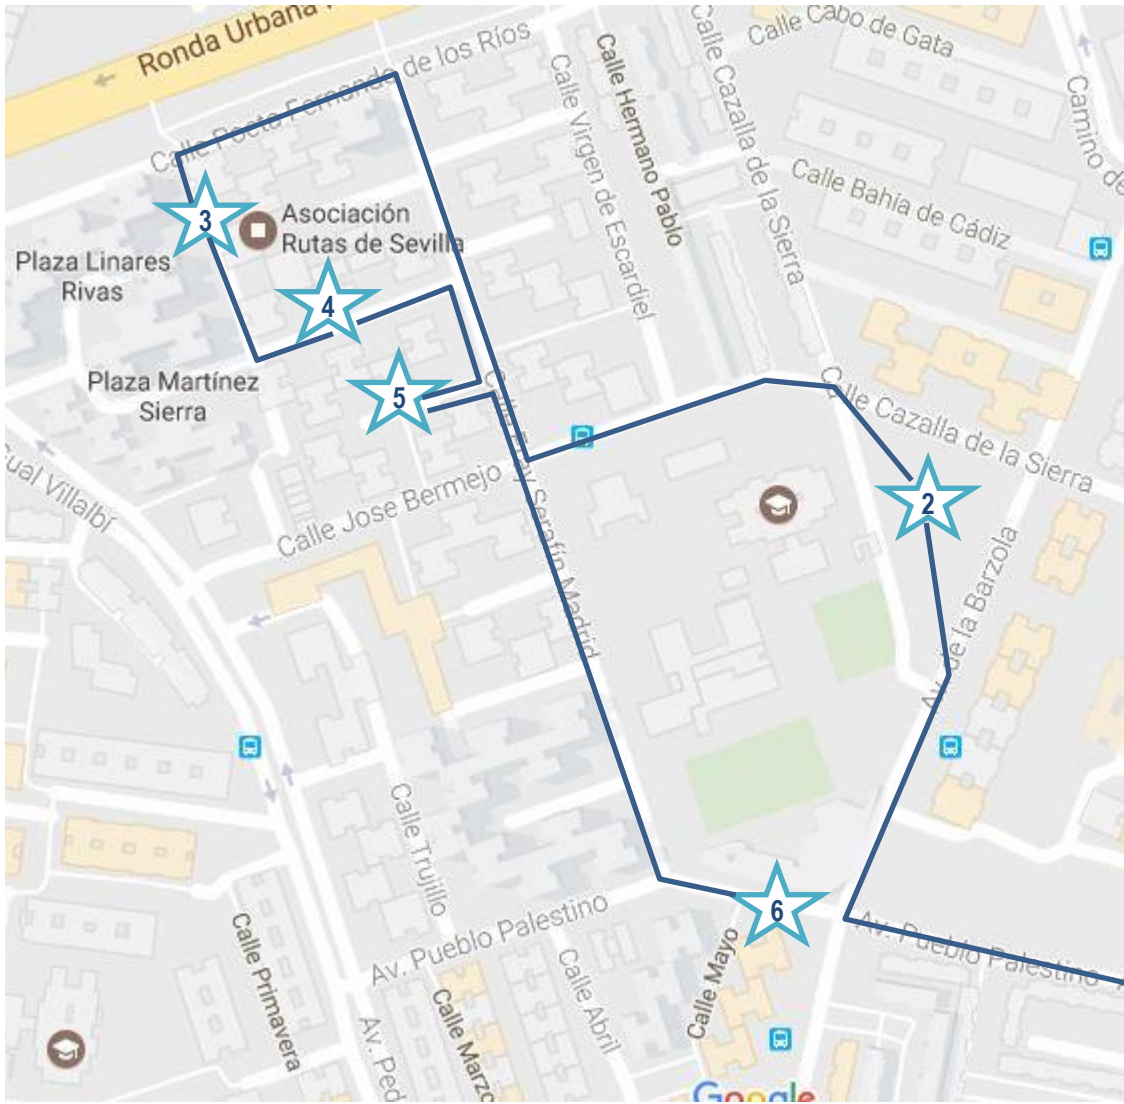 Ronda Urbana
Calle Poeta Fernando de los Ríos
Calle Hermano Pablo
Calle Cazalla de la Sierra
Calle Cabo de Gata
Camino de
Calle Virgen de Escardiel
Calle Bahía de Cádiz
3
Asociación
Rutas de Sevilla
Plaza Linares
Rivas
4
Plaza Martínez
Sierra
5
Calle Cazalla de la Sierra
Calle Fray Serafín Madrid
cual Villalbí
Calle Jose Bermejo
2
Av. de la Barzola
Calle Trujillo
6
Av. Pueblo Palestino
Av. Pueblo Palestino
Calle Primavera
Calle Mayo
Calle Abril
Calle Marzo
Av. Ped
Google